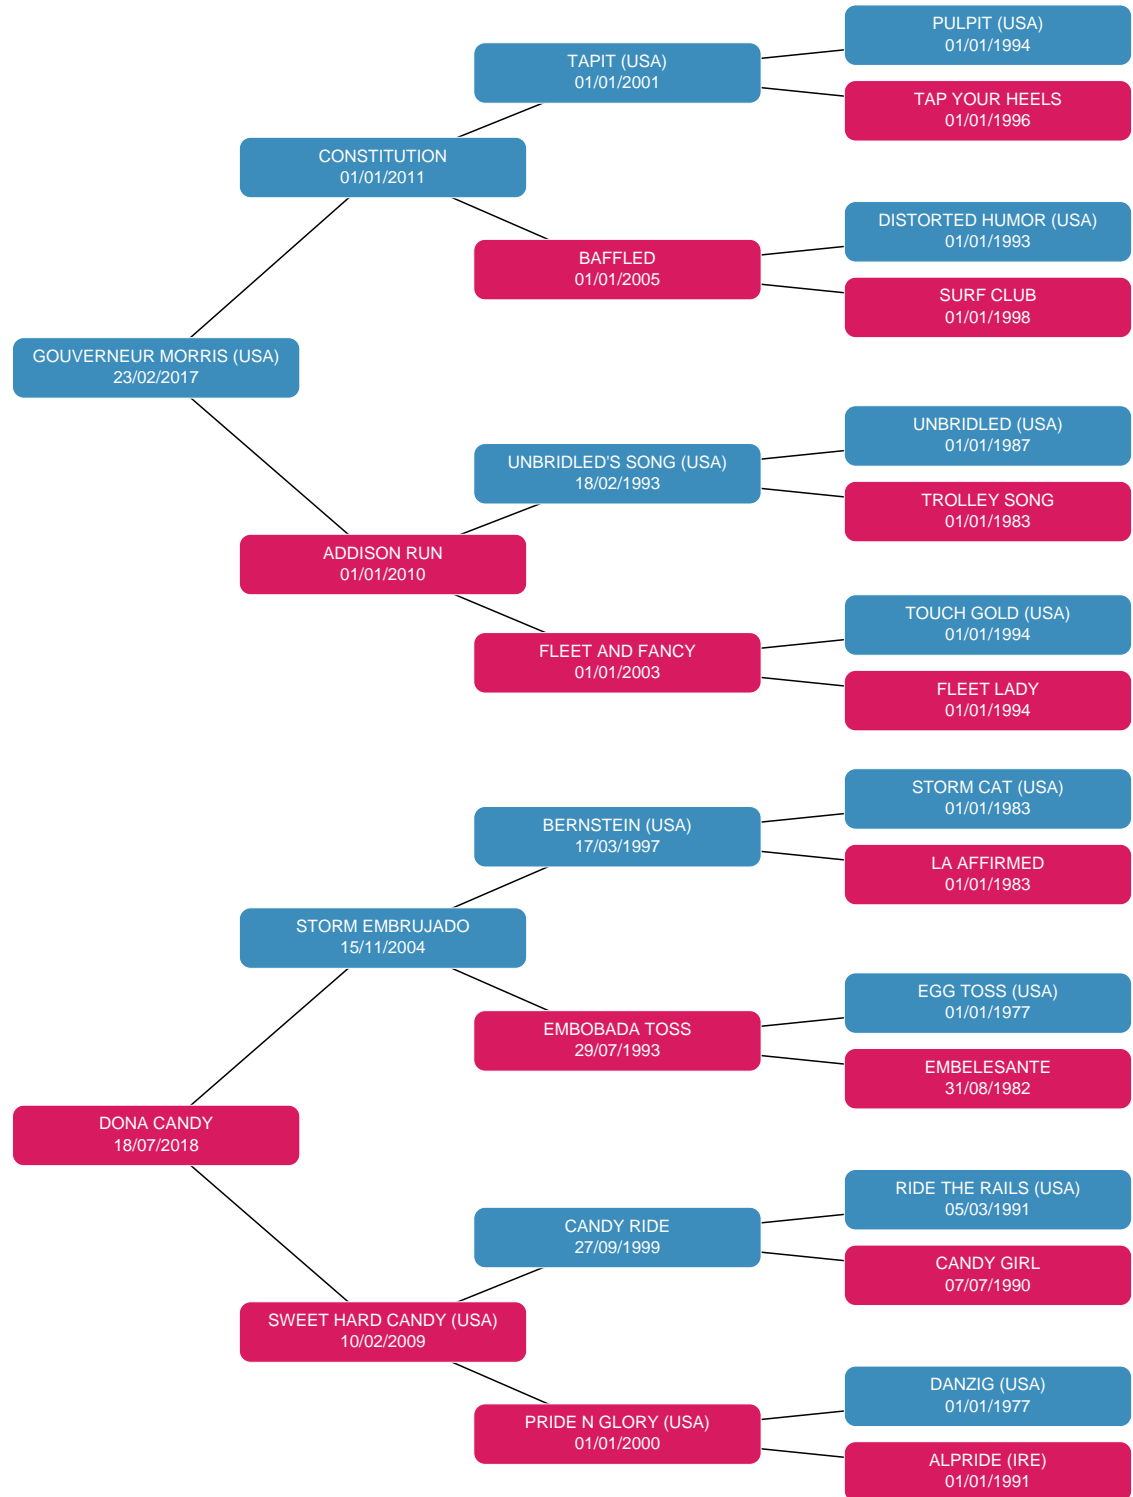 PULPIT (USA)
01/01/1994
TAPIT (USA)
01/01/2001
TAP YOUR HEELS
01/01/1996
CONSTITUTION
01/01/2011
DISTORTED HUMOR (USA)
01/01/1993
BAFFLED
01/01/2005
SURF CLUB
01/01/1998
GOUVERNEUR MORRIS (USA)
23/02/2017
UNBRIDLED (USA)
01/01/1987
UNBRIDLED'S SONG (USA)
18/02/1993
TROLLEY SONG
01/01/1983
ADDISON RUN
01/01/2010
TOUCH GOLD (USA)
01/01/1994
FLEET AND FANCY
01/01/2003
FLEET LADY
01/01/1994
STORM CAT (USA)
01/01/1983
BERNSTEIN (USA)
17/03/1997
LA AFFIRMED
01/01/1983
STORM EMBRUJADO
15/11/2004
EGG TOSS (USA)
01/01/1977
EMBOBADA TOSS
29/07/1993
EMBELESANTE
31/08/1982
DONA CANDY
18/07/2018
RIDE THE RAILS (USA)
05/03/1991
CANDY RIDE
27/09/1999
CANDY GIRL
07/07/1990
SWEET HARD CANDY (USA)
10/02/2009
DANZIG (USA)
01/01/1977
PRIDE N GLORY (USA)
01/01/2000
ALPRIDE (IRE)
01/01/1991